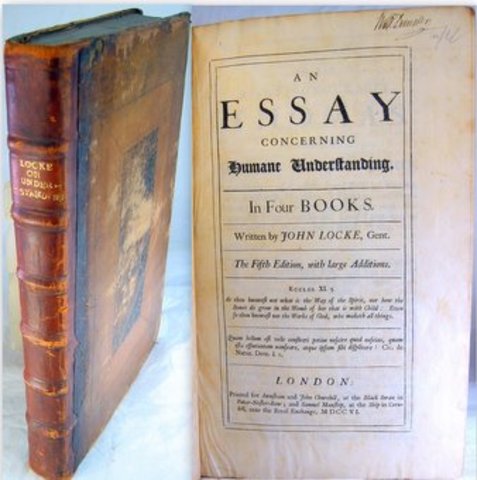 LOCKE
ON
UNDER-
STANDING
AN
ESSAY
CONCERNING
Humane Understanding.
In Four BOOKS.
Written by JOHN LOCKE, Gent.
The Fifth Edition, with large Additions.
ECCLES. XI. 5.
As thou knowest not what is the Way of the Spirit, nor how the
Bones do grow in the Womb of her that is with Child: Even
so thou knowest not the Works of God, who maketh all things.
Quam bellum est velle confiteri potius nescire quod nescias, quam
ista effutientem nauseare, atque ipsum sibi displicere! Cic. de
Natur. Deor. l. 1.
LONDON:
Printed for Awnsham and John Churchill, at the Black Swan in
Pater-Noster-Row; and Samuel Manship, at the Ship in Corn-
hill, near the Royal Exchange, MDCCVI.